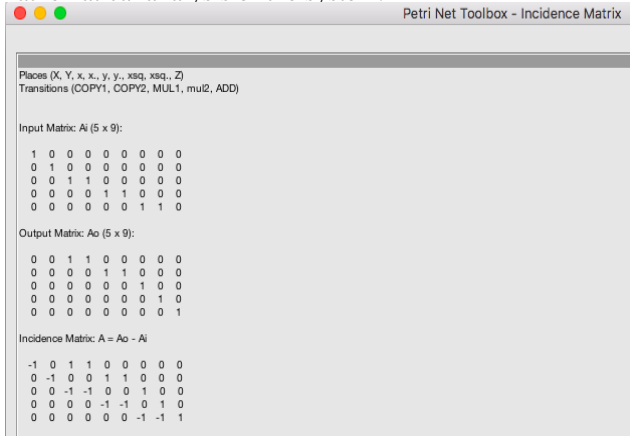 Petri Net Toolbox - Incidence Matrix
Places (X, Y, x, x., y, y., xsq, xsq., Z)
Transitions (COPY1, COPY2, MUL1, mul2, ADD)
Input Matrix: Ai (5 x 9):
1 0 0 0 0 0 0 0 0
0 1 0 0 0 0 0 0 0
0 0 1 1 0 0 0 0 0
0 0 0 0 1 1 0 0 0
0 0 0 0 0 0 1 1 0
Output Matrix: Ao (5 x 9):
0 0 1 1 0 0 0 0 0
0 0 0 0 1 1 0 0 0
0 0 0 0 0 0 1 0 0
0 0 0 0 0 0 0 1 0
0 0 0 0 0 0 0 0 1
Incidence Matrix: A = Ao - Ai
-1 0 1 1 0 0 0 0 0
0 -1 0 0 1 1 0 0 0
0 0 -1 -1 0 0 1 0 0
0 0 0 0 -1 -1 0 1 0
0 0 0 0 0 0 -1 -1 1